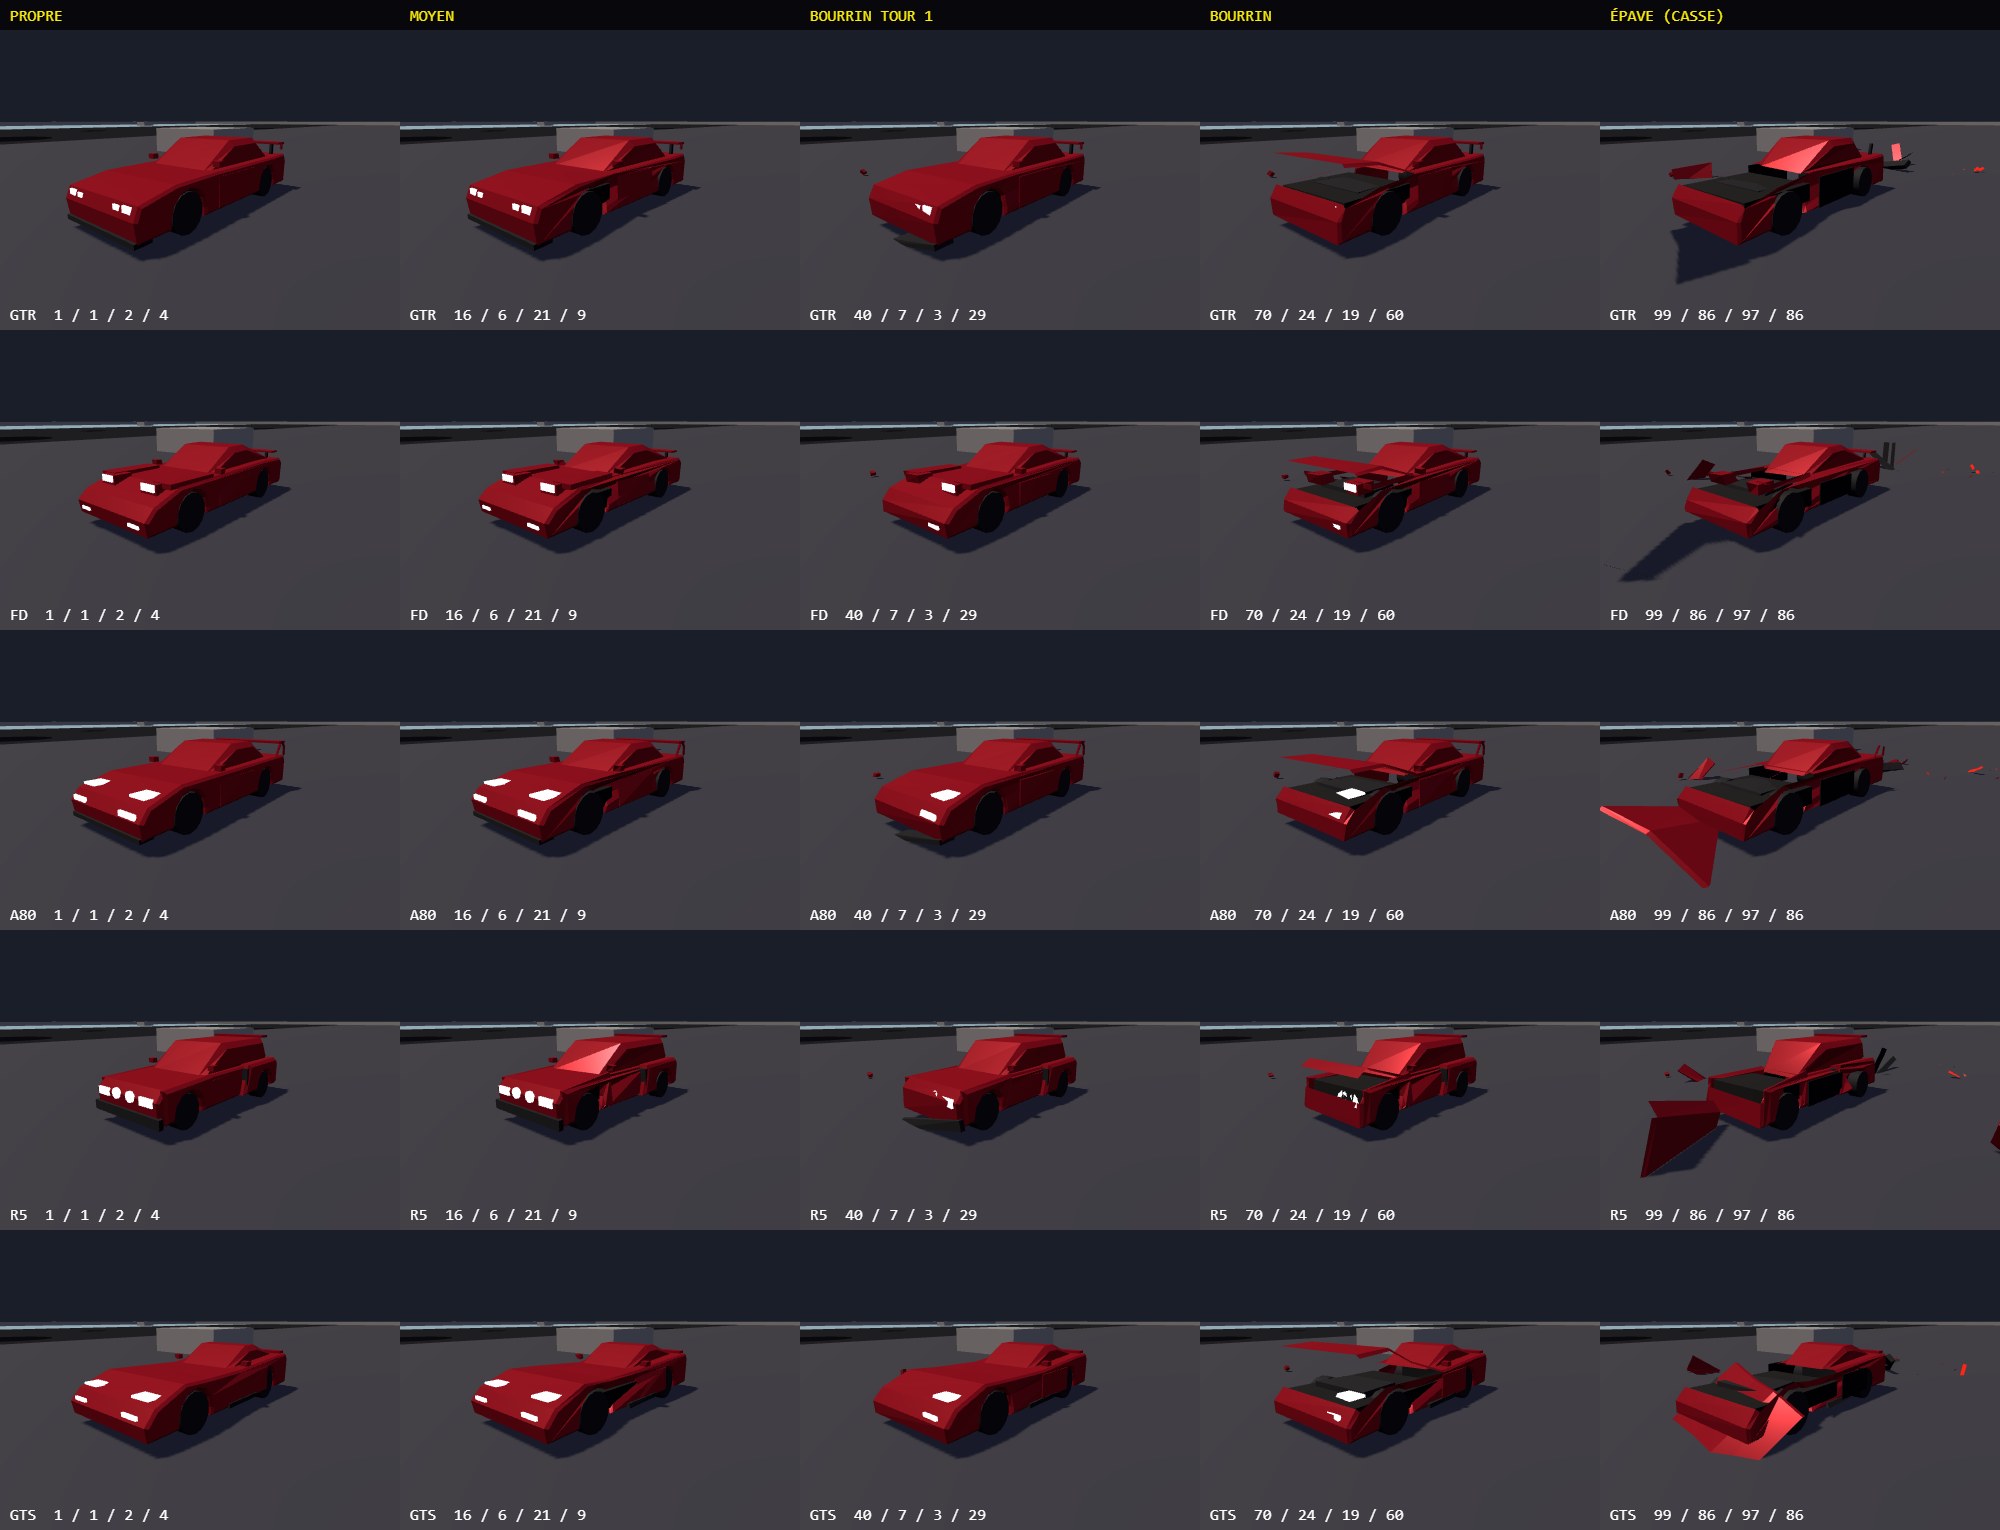 PROPRE MOYEN BOURRIN TOUR 1 BOURRIN ÉPAVE (CASSE)
GTR 1 / 1 / 2 / 4 GTR 16 / 6 / 21 / 9 GTR 40 / 7 / 3 / 29 GTR 70 / 24 / 19 / 60 GTR 99 / 86 / 97 / 86
FD 1 / 1 / 2 / 4 FD 16 / 6 / 21 / 9 FD 40 / 7 / 3 / 29 FD 70 / 24 / 19 / 60 FD 99 / 86 / 97 / 86
A80 1 / 1 / 2 / 4 A80 16 / 6 / 21 / 9 A80 40 / 7 / 3 / 29 A80 70 / 24 / 19 / 60 A80 99 / 86 / 97 / 86
R5 1 / 1 / 2 / 4 R5 16 / 6 / 21 / 9 R5 40 / 7 / 3 / 29 R5 70 / 24 / 19 / 60 R5 99 / 86 / 97 / 86
GTS 1 / 1 / 2 / 4 GTS 16 / 6 / 21 / 9 GTS 40 / 7 / 3 / 29 GTS 70 / 24 / 19 / 60 GTS 99 / 86 / 97 / 86